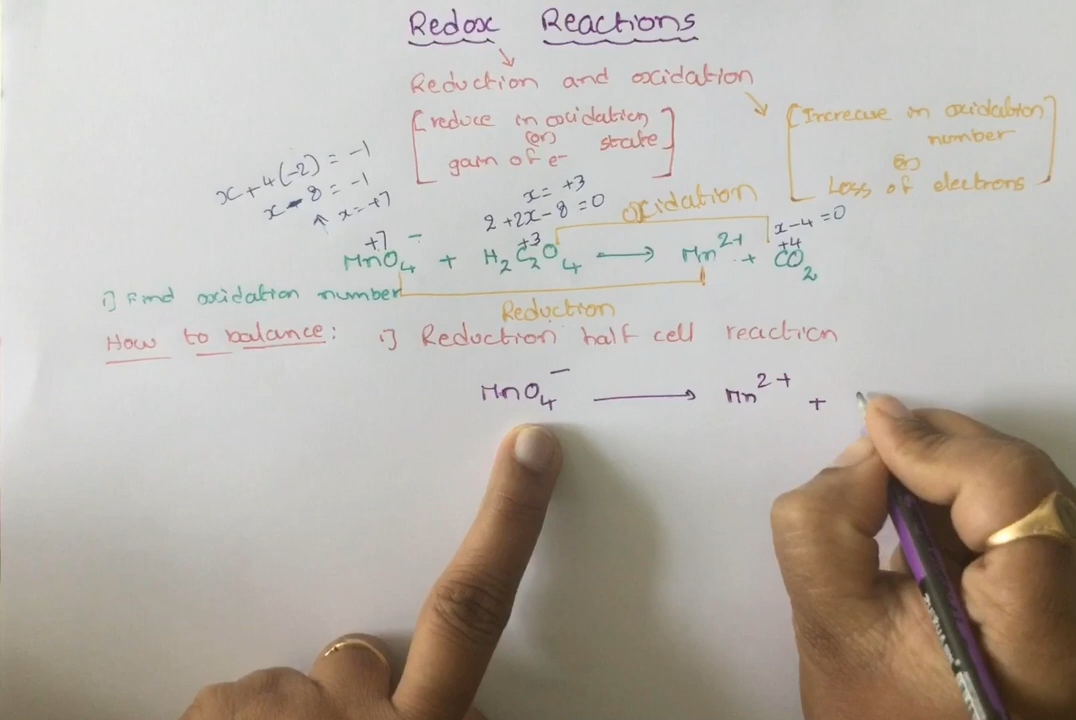 Redox Reactions
↘
Reduction and oxidation
[reduce in oxidation
(or) state]
gain of e-
↘
[Increase in oxidation
number
(or)
Loss of electrons]
x+4(-2) = -1
x-8 = -1
↑ x=+7
x= +3
2+2x-8=0
oxidation
x-4=0
+7 +3 +4
MnO₄⁻ + H₂C₂O₄ → Mn²⁺ + CO₂
1) Find oxidation number
Reduction
How to balance: 1) Reduction half cell reaction
MnO₄⁻ → Mn²⁺ +